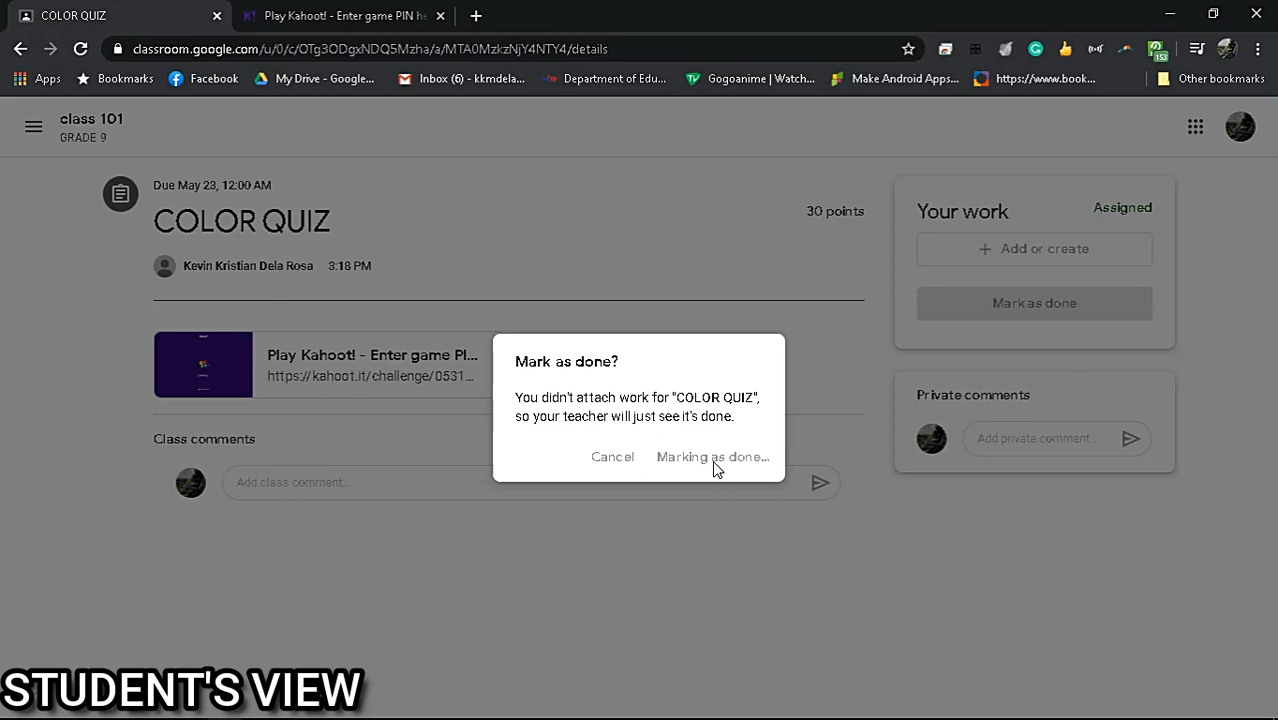 COLOR QUIZ
Play Kahoot! - Enter game PIN he
classroom.google.com/u/0/c/OTg3ODgxNDQ5Mzha/a/MTA0MzkzNjY4NTY4/details
153
Apps
Bookmarks
Facebook
My Drive - Google...
Inbox (6) - kkmdela...
Department of Edu...
Gogoanime | Watch...
Make Android Apps...
https://www.book...
Other bookmarks
class 101
GRADE 9
Due May 23, 12:00 AM
COLOR QUIZ
30 points
Kevin Kristian Dela Rosa 3:18 PM
Play Kahoot! - Enter game Pl...
https://kahoot.it/challenge/0531...
Class comments
Add class comment...
Your work
Assigned
+ Add or create
Mark as done
Private comments
Add private comment...
Mark as done?
You didn't attach work for "COLOR QUIZ",
so your teacher will just see it's done.
Cancel
Marking as done...
STUDENT'S VIEW